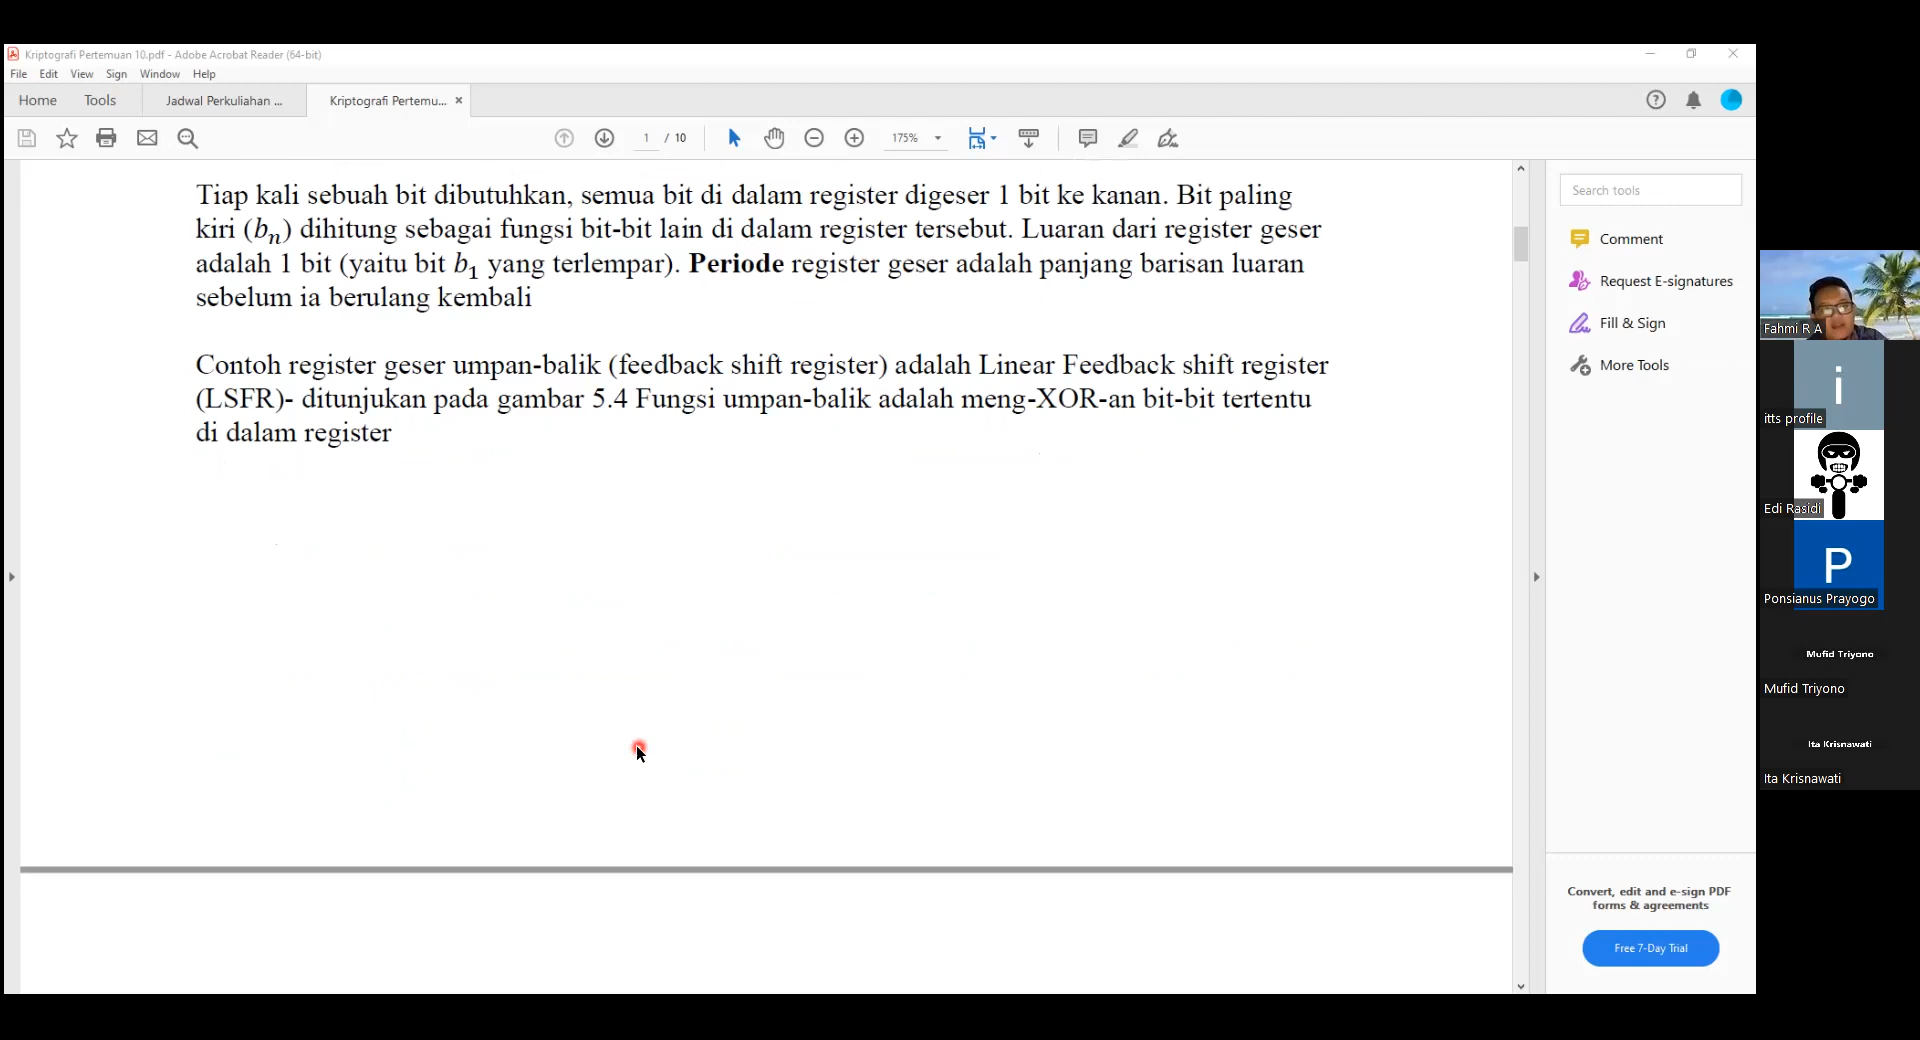 Kriptografi Pertemuan 10.pdf - Adobe Acrobat Reader (64-bit)
File Edit View Sign Window Help
Home Tools Jadwal Perkuliahan ... Kriptografi Pertemu... ×
1 / 10 175%
Tiap kali sebuah bit dibutuhkan, semua bit di dalam register digeser 1 bit ke kanan. Bit paling
kiri (bₙ) dihitung sebagai fungsi bit-bit lain di dalam register tersebut. Luaran dari register geser
adalah 1 bit (yaitu bit b₁ yang terlempar). Periode register geser adalah panjang barisan luaran
sebelum ia berulang kembali
Contoh register geser umpan-balik (feedback shift register) adalah Linear Feedback shift register
(LSFR)- ditunjukan pada gambar 5.4 Fungsi umpan-balik adalah meng-XOR-an bit-bit tertentu
di dalam register
Search tools
Comment
Request E-signatures
Fill & Sign
More Tools
Convert, edit and e-sign PDF
forms & agreements
Free 7-Day Trial
Fahmi R A
i
itts profile
Edi Rasidi
P
Ponsianus Prayogo
Mufid Triyono
Mufid Triyono
Ita Krisnawati
Ita Krisnawati